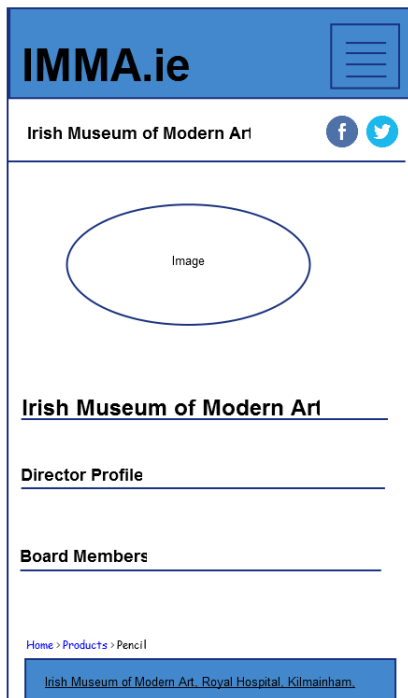 IMMA.ie
Irish Museum of Modern Art
Image
Irish Museum of Modern Art
Director Profile
Board Members
Home > Products > Pencil
Irish Museum of Modern Art, Royal Hospital, Kilmainham,